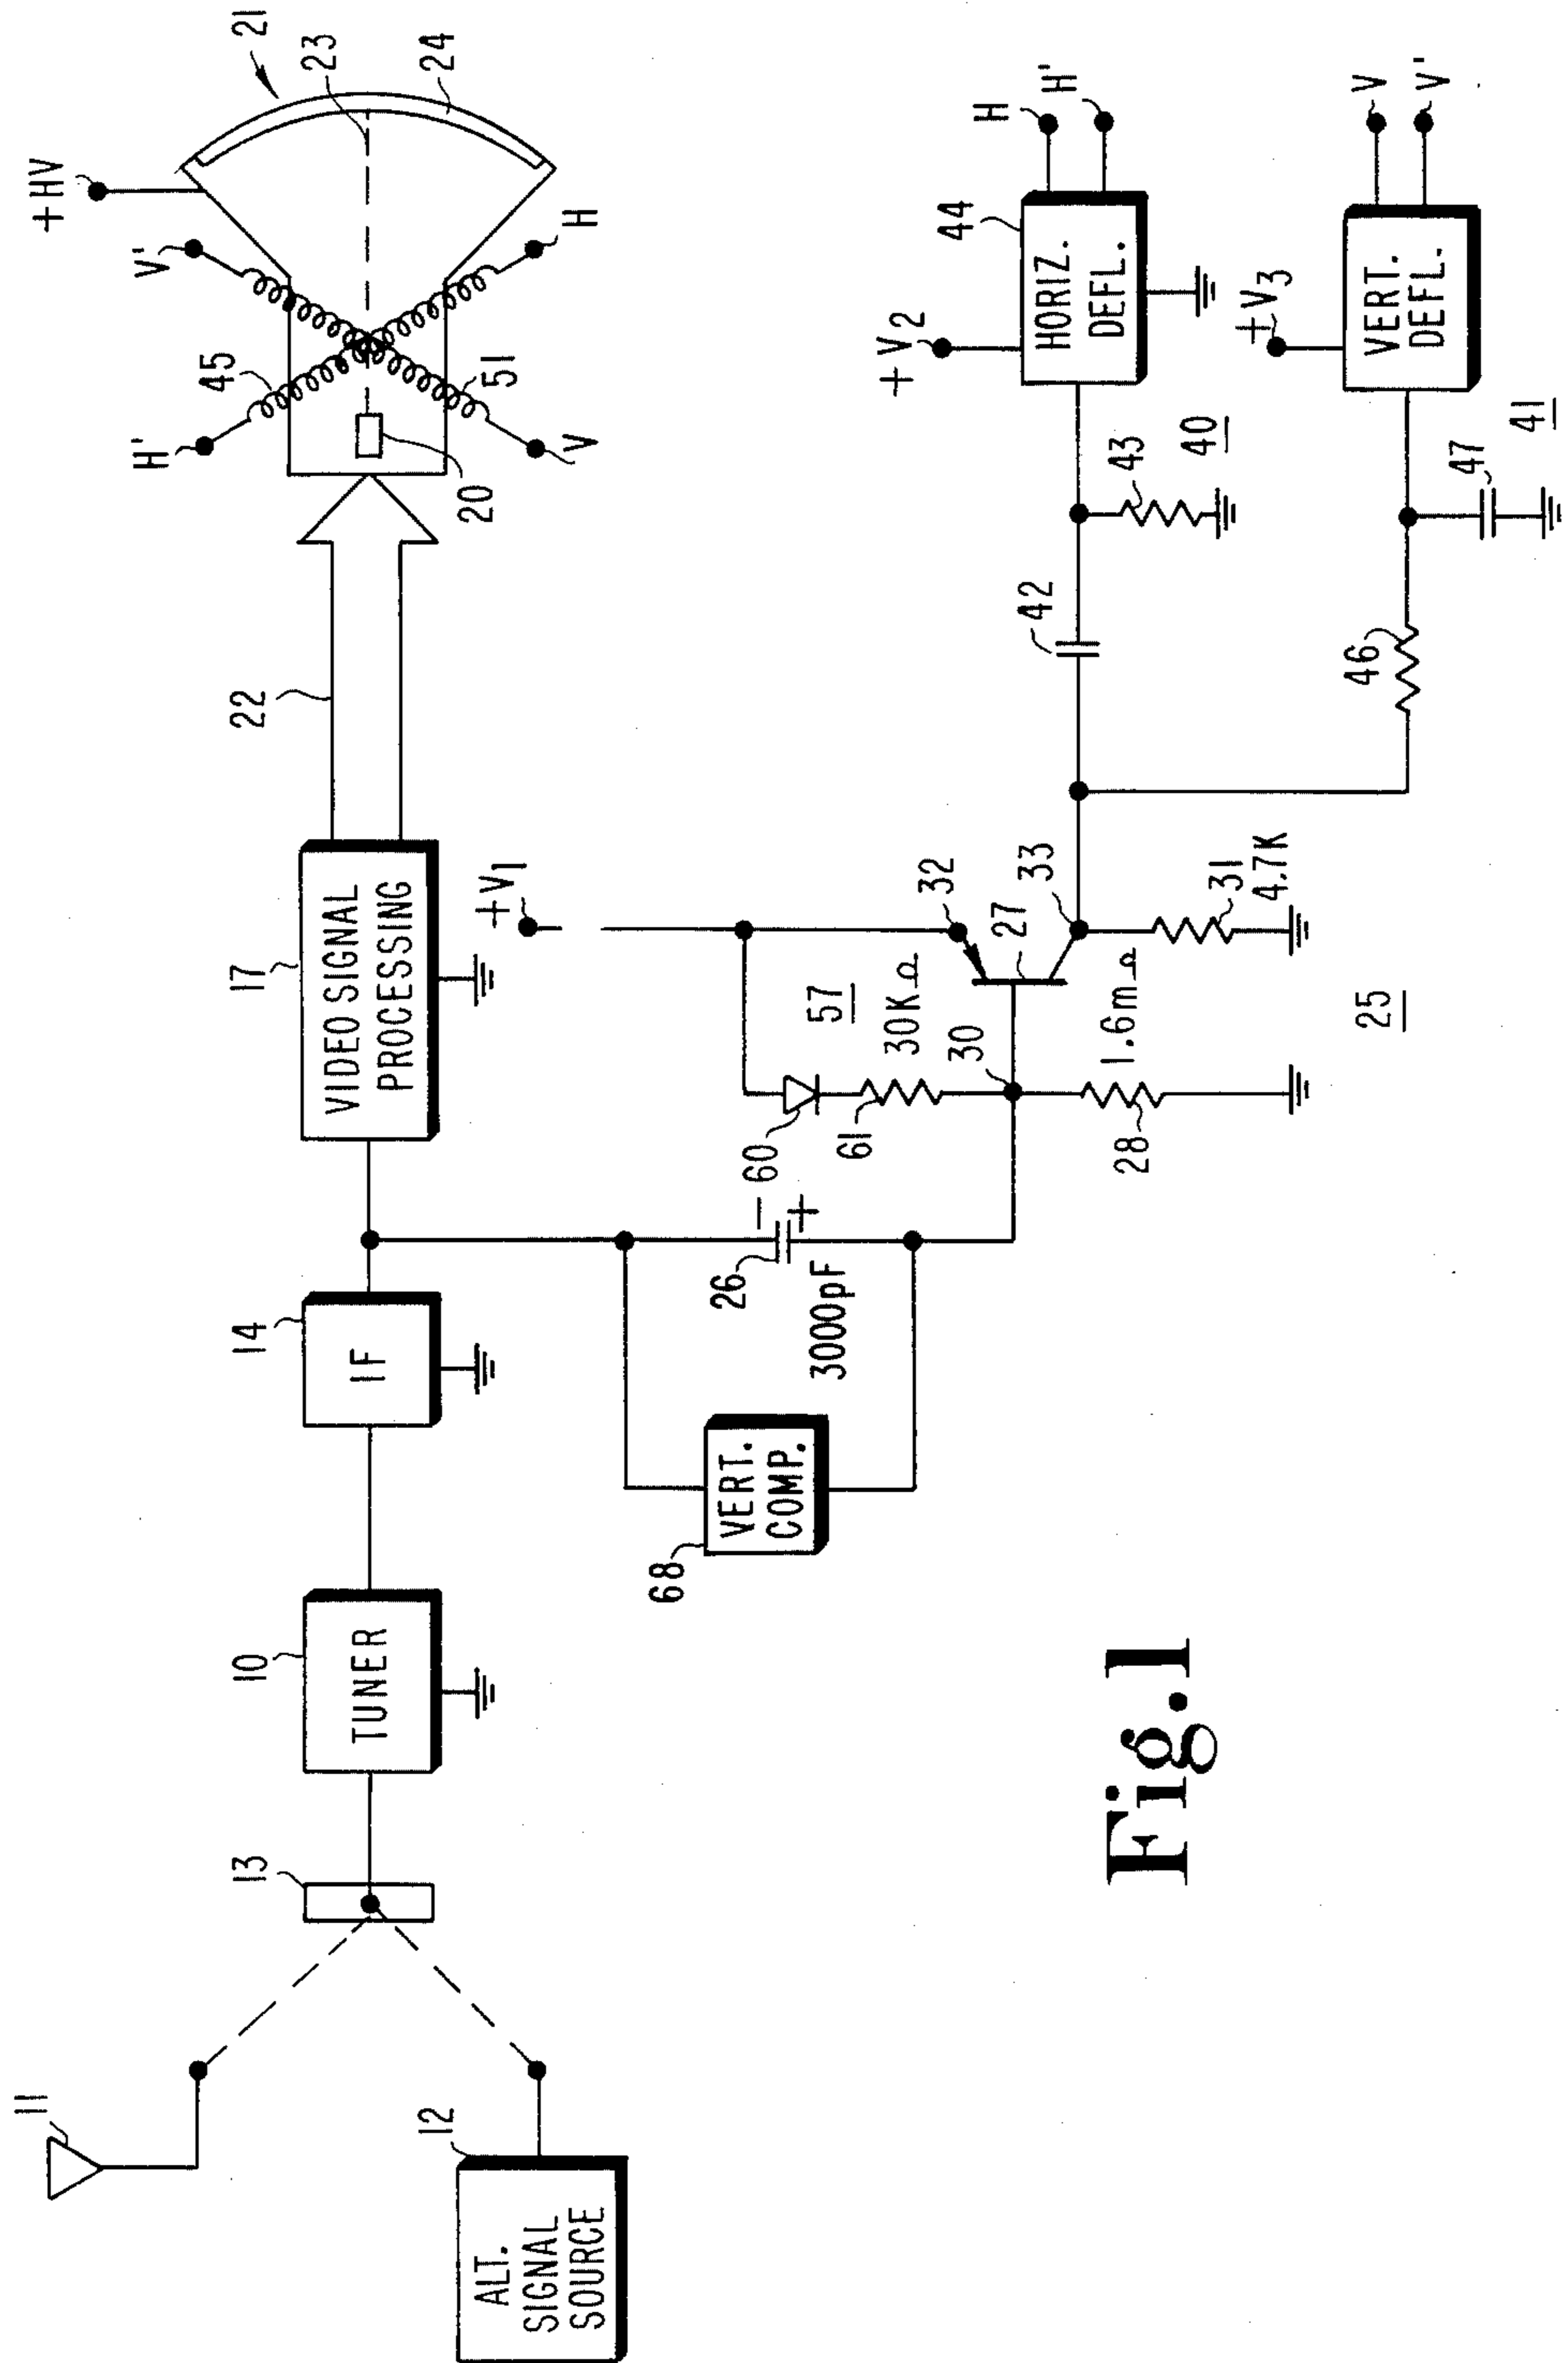 11
12
ALT.
SIGNAL
SOURCE
13
10
TUNER
14
IF
17
VIDEO SIGNAL
PROCESSING
22
H'
45
V'
+HV
21
23
24
20
V
51
H
68
VERT.
COMP.
26
−
+
3000pF
60
61
57
30KΩ
30
28
1.6mΩ
+V1
32
27
33
31
4.7K
25
42
43
40
+V2
44
HORIZ.
DEFL.
H
H'
46
47
41
+V3
VERT.
DEFL.
V
V'
Fig.1